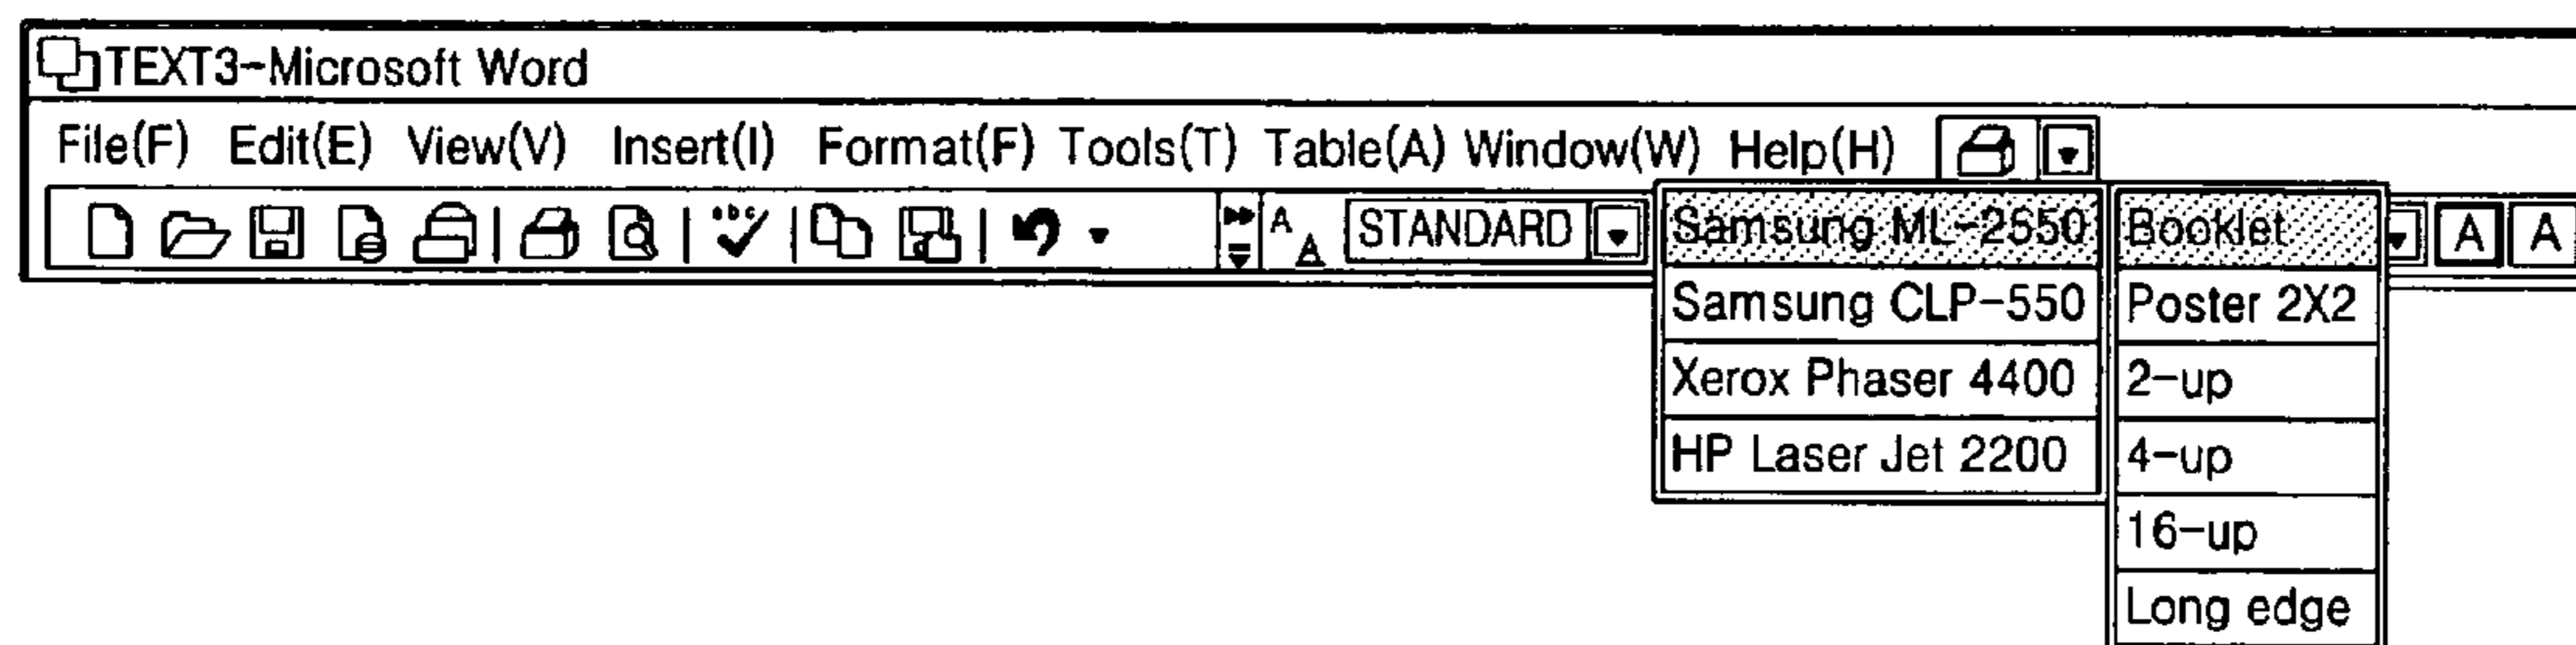 TEXT3-Microsoft Word
File(F) Edit(E) View(V) Insert(I) Format(F) Tools(T) Table(A) Window(W) Help(H)
abc
A A STANDARD Samsung ML-2550 Booklet A A
Samsung CLP-550 Poster 2X2
Xerox Phaser 4400 2-up
HP Laser Jet 2200 4-up
16-up
Long edge